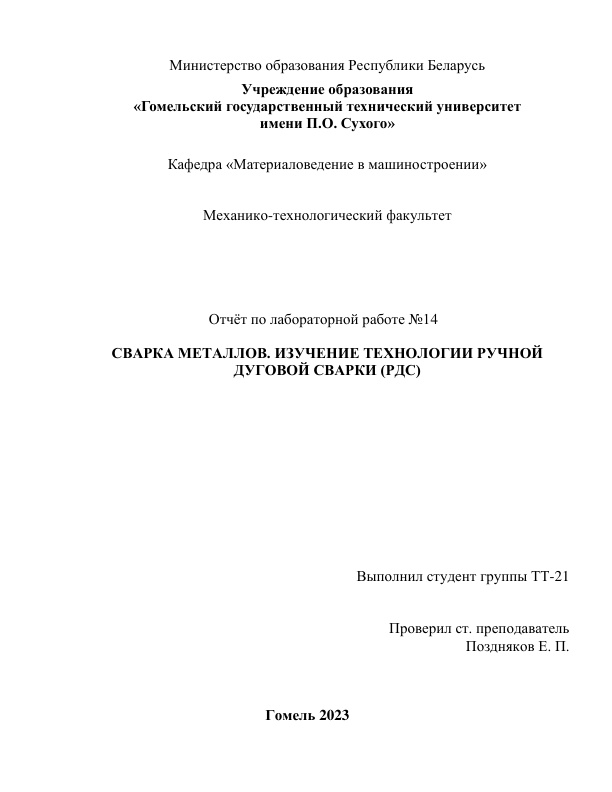 Министерство образования Республики Беларусь
Учреждение образования
«Гомельский государственный технический университет
имени П.О. Сухого»
Кафедра «Материаловедение в машиностроении»
Механико-технологический факультет
Отчёт по лабораторной работе №14
СВАРКА МЕТАЛЛОВ. ИЗУЧЕНИЕ ТЕХНОЛОГИИ РУЧНОЙ
ДУГОВОЙ СВАРКИ (РДС)
Выполнил студент группы ТТ-21
Проверил ст. преподаватель
Поздняков Е. П.
Гомель 2023